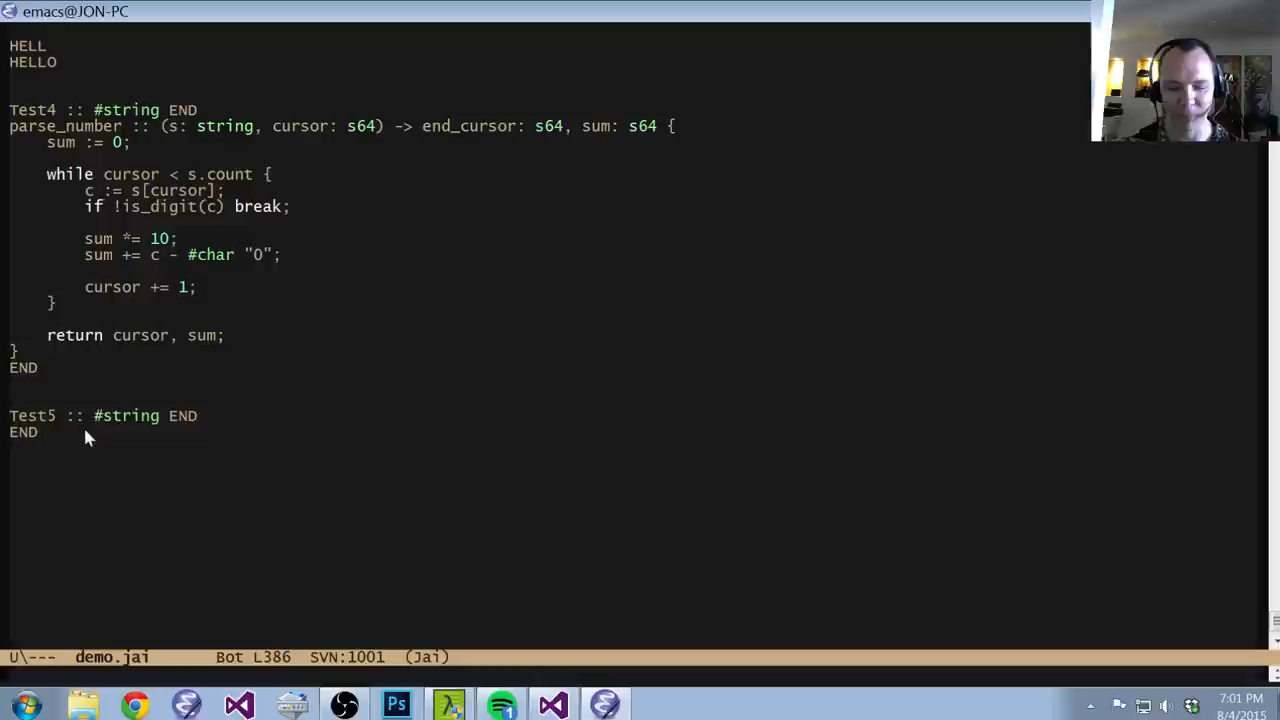 emacs@JON-PC
HELL
HELLO
Test4 :: #string END
parse_number :: (s: string, cursor: s64) -> end_cursor: s64, sum: s64 {
    sum := 0;
    while cursor < s.count {
        c := s[cursor];
        if !is_digit(c) break;
        sum *= 10;
        sum += c - #char "0";
        cursor += 1;
    }
    return cursor, sum;
}
END
Test5 :: #string END
END
U\--- demo.jai Bot L386 SVN:1001 (Jai)
Ps
1
7:01 PM
8/4/2015